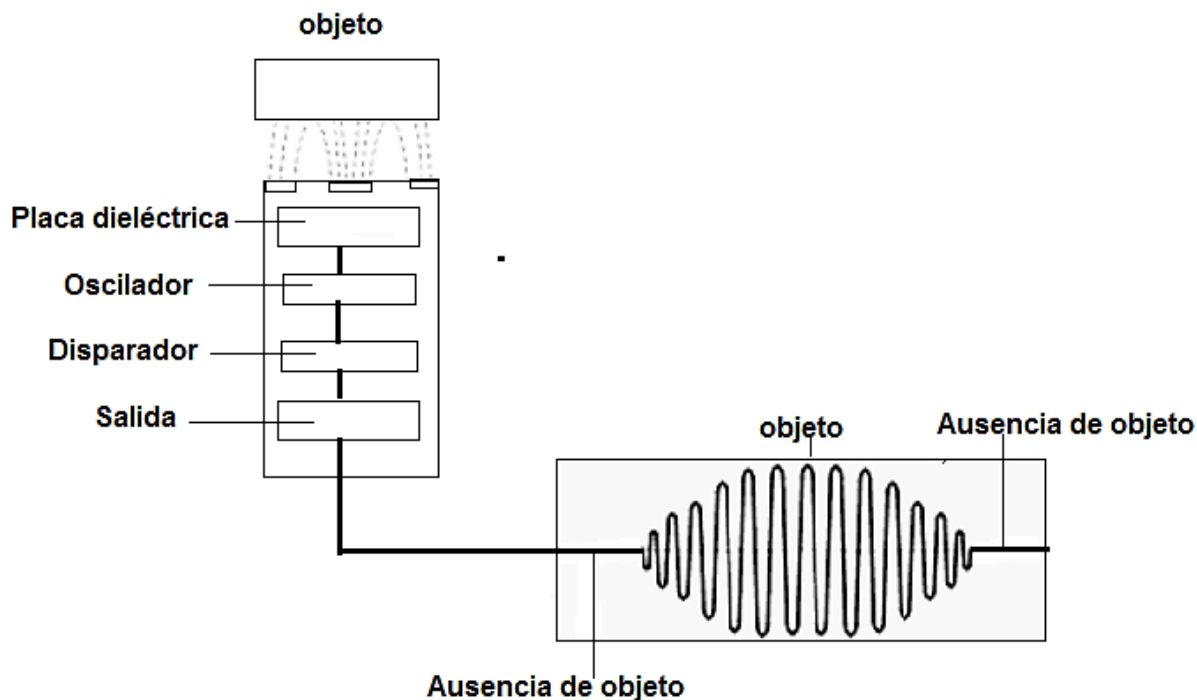 objeto
Placa dieléctrica
Oscilador
Disparador
Salida
objeto
Ausencia de objeto
Ausencia de objeto